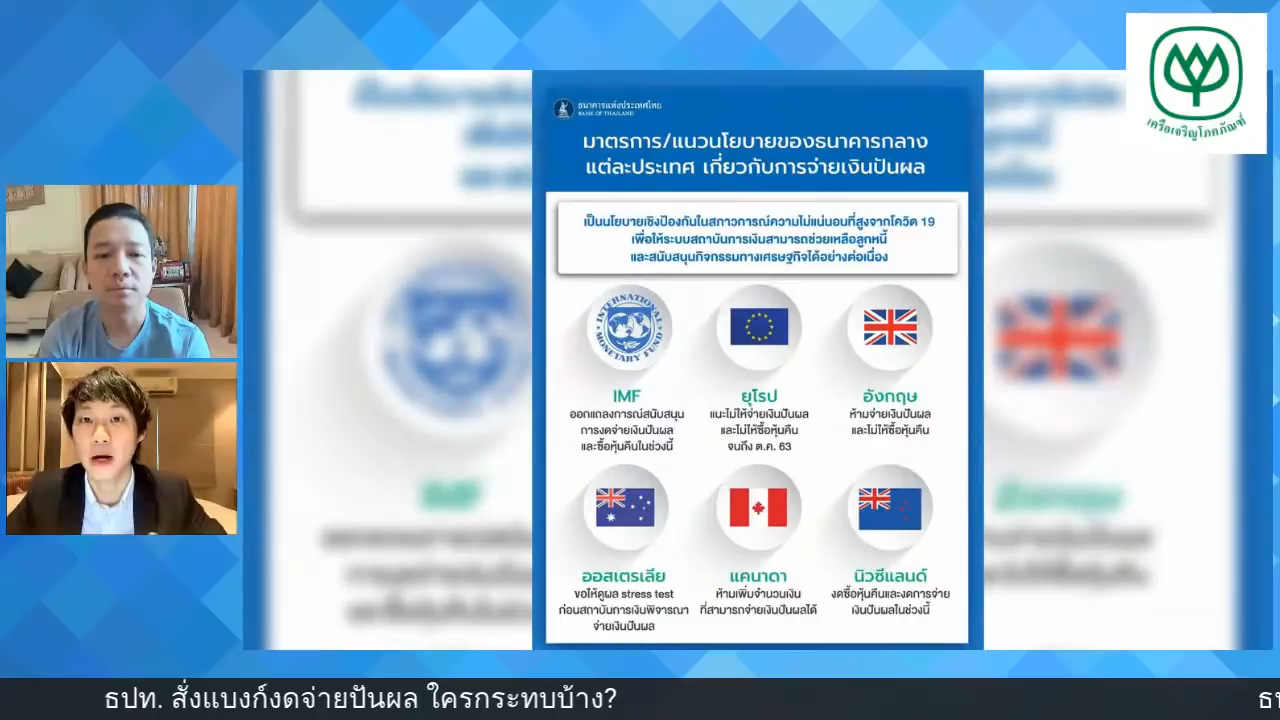 เครือเจริญโภคภัณฑ์
ธนาคารแห่งประเทศไทย
BANK OF THAILAND
มาตรการ/แนวนโยบายของธนาคารกลาง
แต่ละประเทศ เกี่ยวกับการจ่ายเงินปันผล
เป็นนโยบายเชิงป้องกันในสภาวการณ์ความไม่แน่นอนที่สูงจากโควิด 19
เพื่อให้ระบบสถาบันการเงินสามารถช่วยเหลือลูกหนี้
และสนับสนุนกิจกรรมทางเศรษฐกิจได้อย่างต่อเนื่อง
INTERNATIONAL MONETARY FUND
IMF
ออกแถลงการณ์สนับสนุน
การงดจ่ายเงินปันผล
และซื้อหุ้นคืนในช่วงนี้
ยุโรป
แนะไม่ให้จ่ายเงินปันผล
และไม่ให้ซื้อหุ้นคืน
จนถึง ต.ค. 63
อังกฤษ
ห้ามจ่ายเงินปันผล
และไม่ให้ซื้อหุ้นคืน
ออสเตรเลีย
ขอให้ดูผล stress test
ก่อนสถาบันการเงินพิจารณา
จ่ายเงินปันผล
แคนาดา
ห้ามเพิ่มจำนวนเงิน
ที่สามารถจ่ายเงินปันผลได้
นิวซีแลนด์
งดซื้อหุ้นคืนและงดการจ่าย
เงินปันผลในช่วงนี้
ธปท. สั่งแบงก์งดจ่ายปันผล ใครกระทบบ้าง?